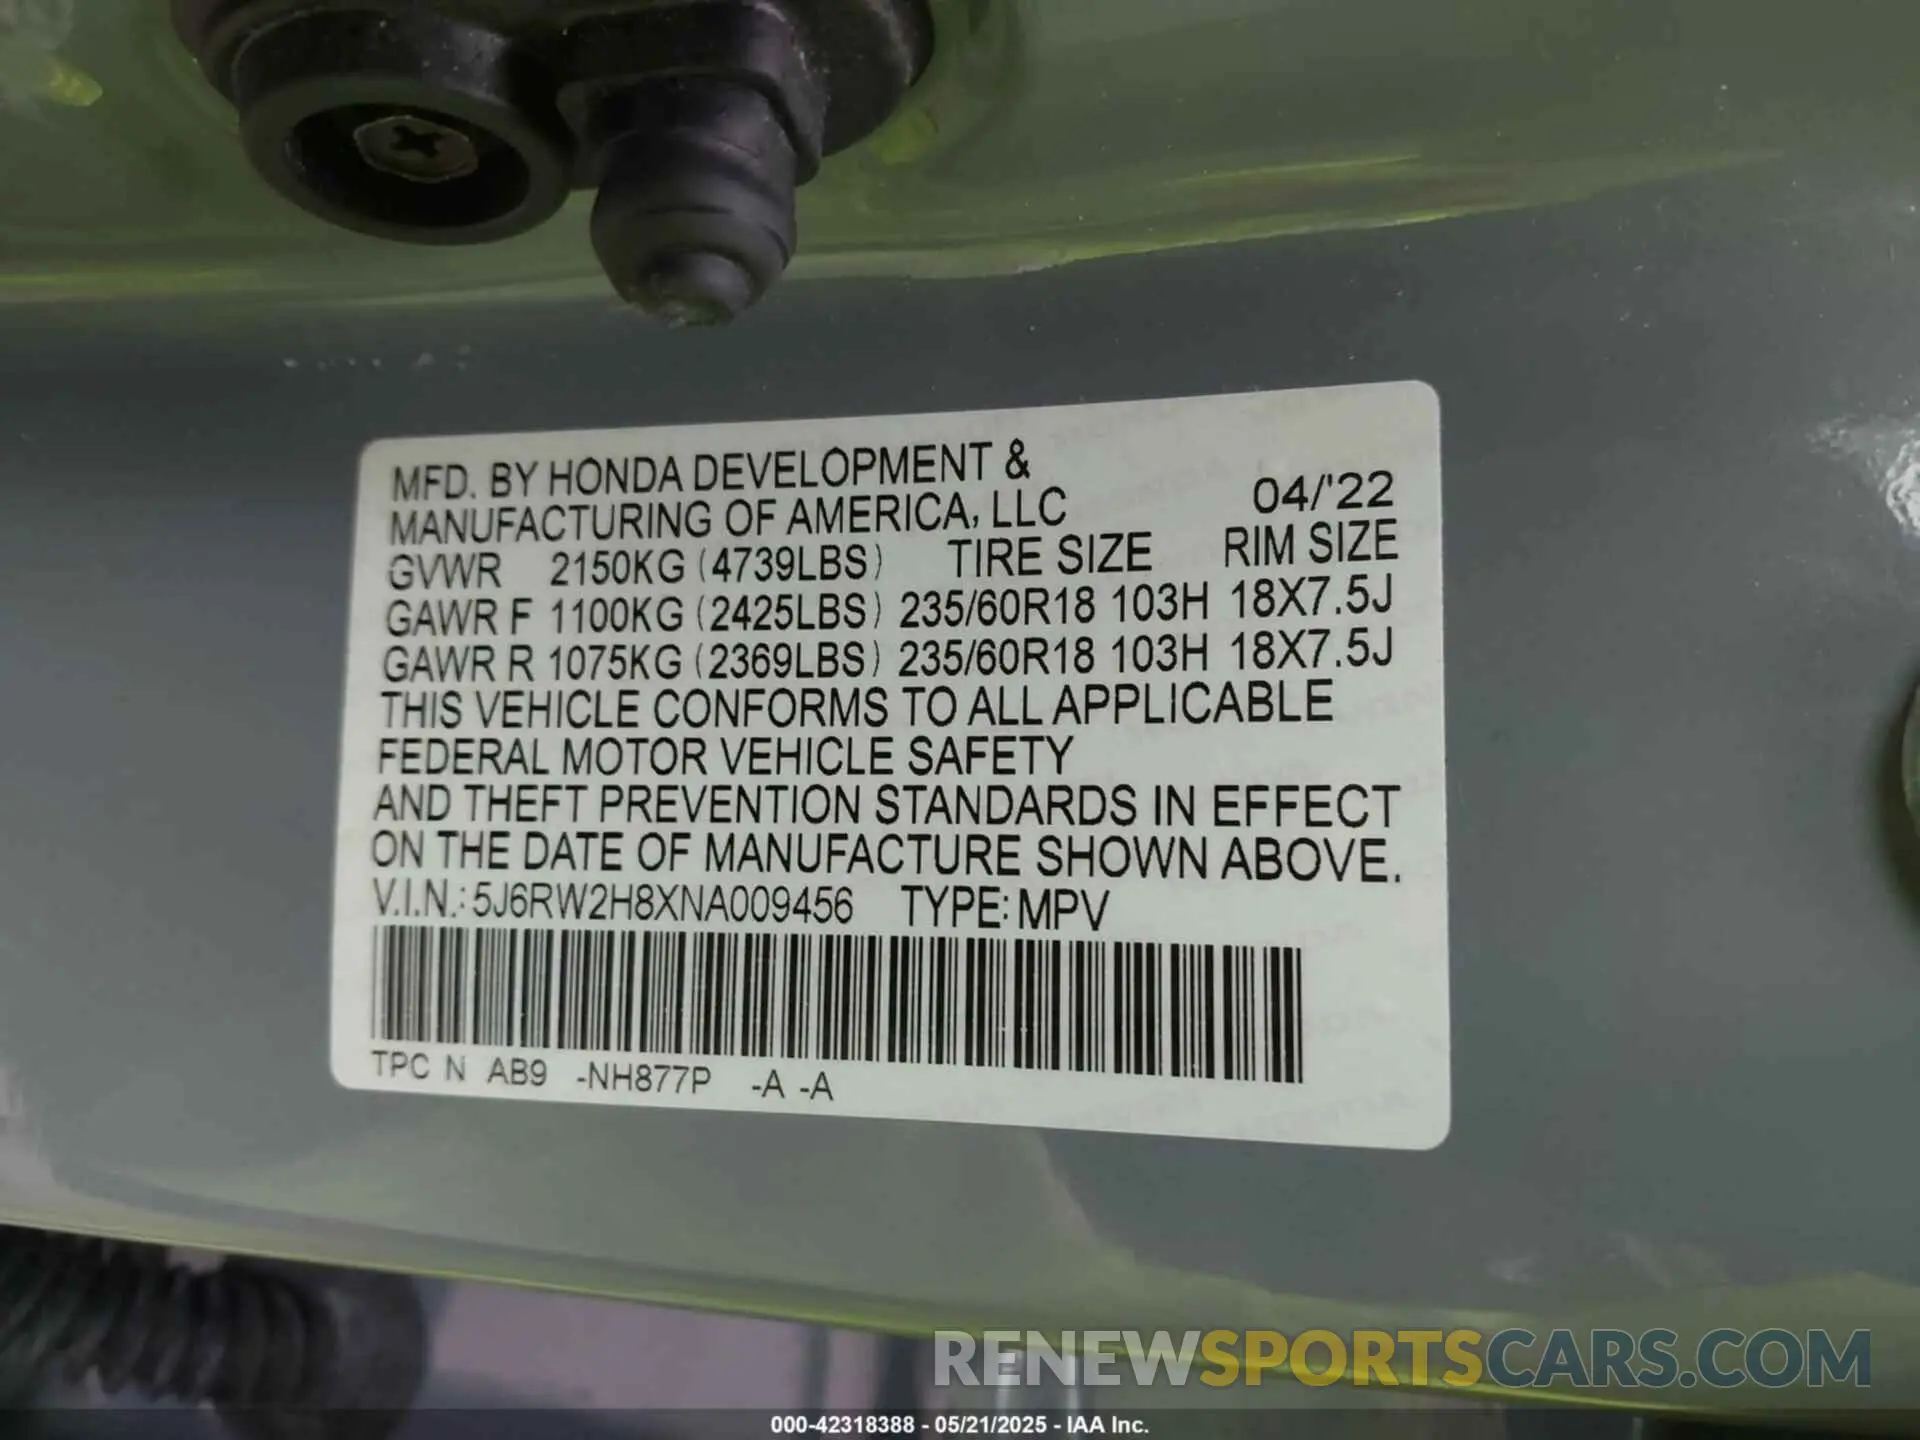 MFD. BY HONDA DEVELOPMENT &
MANUFACTURING OF AMERICA, LLC 04/'22
GVWR 2150KG (4739LBS) TIRE SIZE RIM SIZE
GAWR F 1100KG (2425LBS) 235/60R18 103H 18X7.5J
GAWR R 1075KG (2369LBS) 235/60R18 103H 18X7.5J
THIS VEHICLE CONFORMS TO ALL APPLICABLE
FEDERAL MOTOR VEHICLE SAFETY
AND THEFT PREVENTION STANDARDS IN EFFECT
ON THE DATE OF MANUFACTURE SHOWN ABOVE.
V.I.N.: 5J6RW2H8XNA009456 TYPE: MPV
TPC N AB9 -NH877P -A -A
RENEWSPORTSCARS.COM
000-42318388 - 05/21/2025 - IAA Inc.